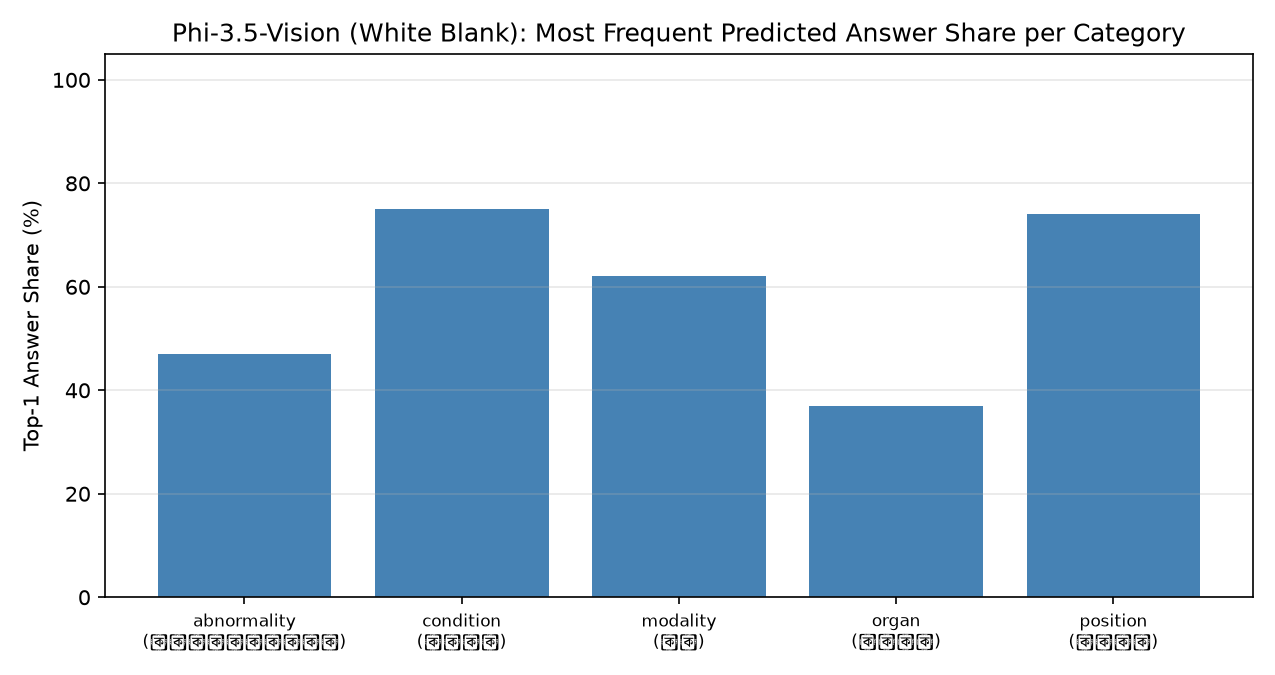 Phi-3.5-Vision (White Blank): Most Frequent Predicted Answer Share per Category
Top-1 Answer Share (%)
100
80
60
40
20
0
abnormality
condition
modality
organ
position